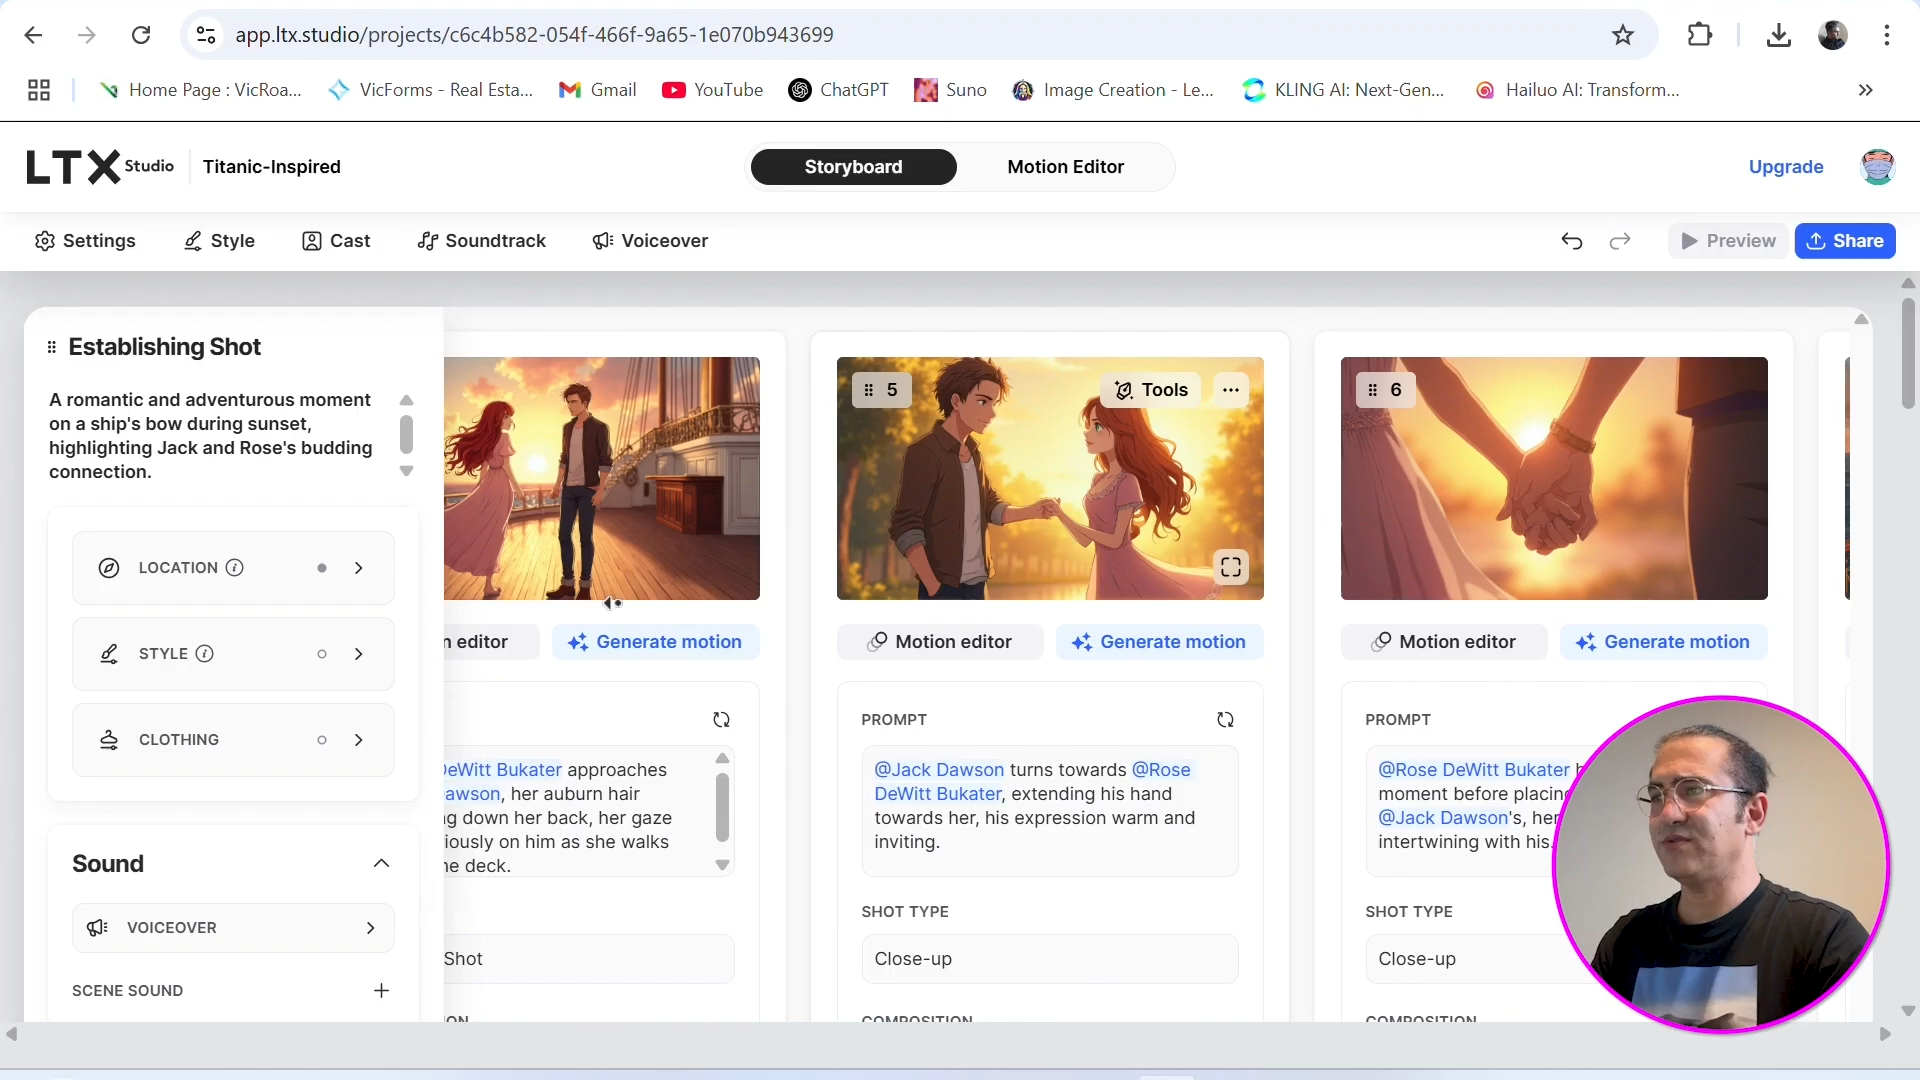 app.ltx.studio/projects/c6c4b582-054f-466f-9a65-1e070b943699
Home Page : VicRoa...
VicForms - Real Esta...
Gmail
YouTube
ChatGPT
Suno
Image Creation - Le...
KLING AI: Next-Gen...
Hailuo AI: Transform...
LTX Studio
Titanic-Inspired
Storyboard
Motion Editor
Upgrade
Settings
Style
Cast
Soundtrack
Voiceover
Preview
Share
Establishing Shot
A romantic and adventurous moment
on a ship's bow during sunset,
highlighting Jack and Rose's budding
connection.
LOCATION
STYLE
CLOTHING
Sound
VOICEOVER
SCENE SOUND
n editor
Generate motion
DeWitt Bukater approaches
awson, her auburn hair
ng down her back, her gaze
iously on him as she walks
ne deck.
Shot
ON
5
Tools
Motion editor
Generate motion
PROMPT
@Jack Dawson turns towards @Rose
DeWitt Bukater, extending his hand
towards her, his expression warm and
inviting.
SHOT TYPE
Close-up
COMPOSITION
6
Motion editor
Generate motion
PROMPT
@Rose DeWitt Bukater h
moment before placing
@Jack Dawson's, her
intertwining with his.
SHOT TYPE
Close-up
COMPOSITION